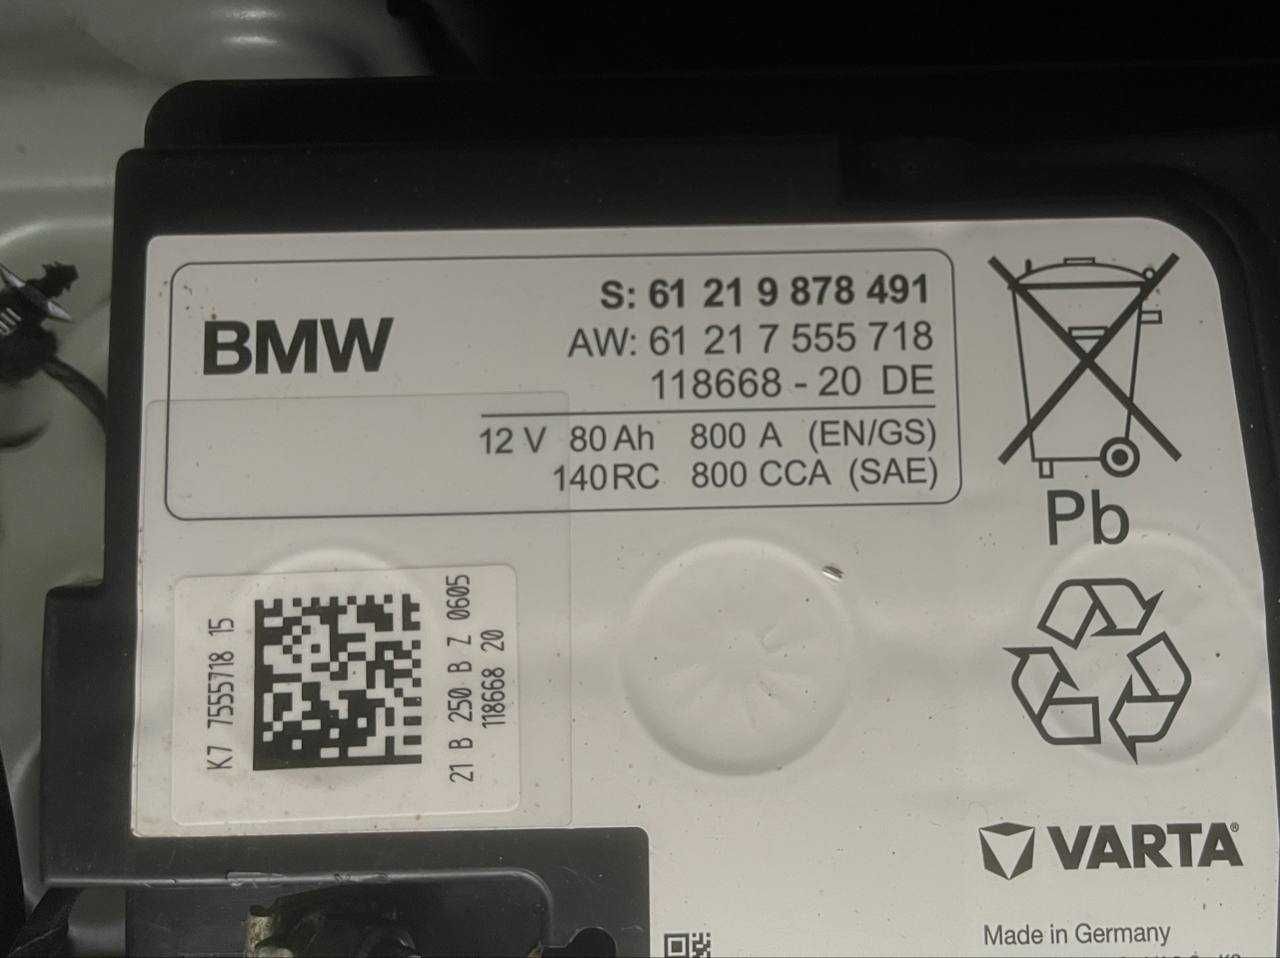 BMW
S: 61 21 9 878 491
AW: 61 21 7 555 718
118668 - 20 DE
12 V 80 Ah 800 A (EN/GS)
140 RC 800 CCA (SAE)
Pb
K7 7555718 15
21 B 250 B Z 0605
118668 20
VARTA®
Made in Germany